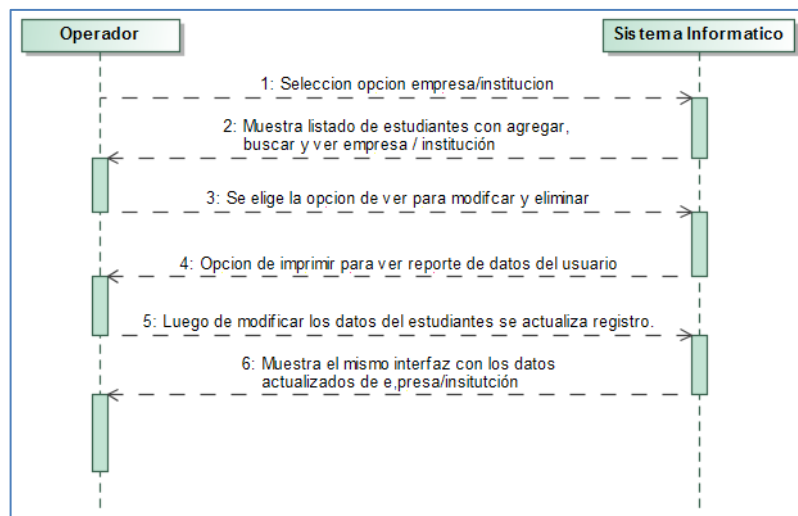 Operador
Sistema Informatico
1: Seleccion opcion empresa/institucion
2: Muestra listado de estudiantes con agregar,
buscar y ver empresa / institución
3: Se elige la opcion de ver para modifcar y eliminar
4: Opcion de imprimir para ver reporte de datos del usuario
5: Luego de modificar los datos del estudiantes se actualiza registro.
6: Muestra el mismo interfaz con los datos
actualizados de e,presa/insitutción